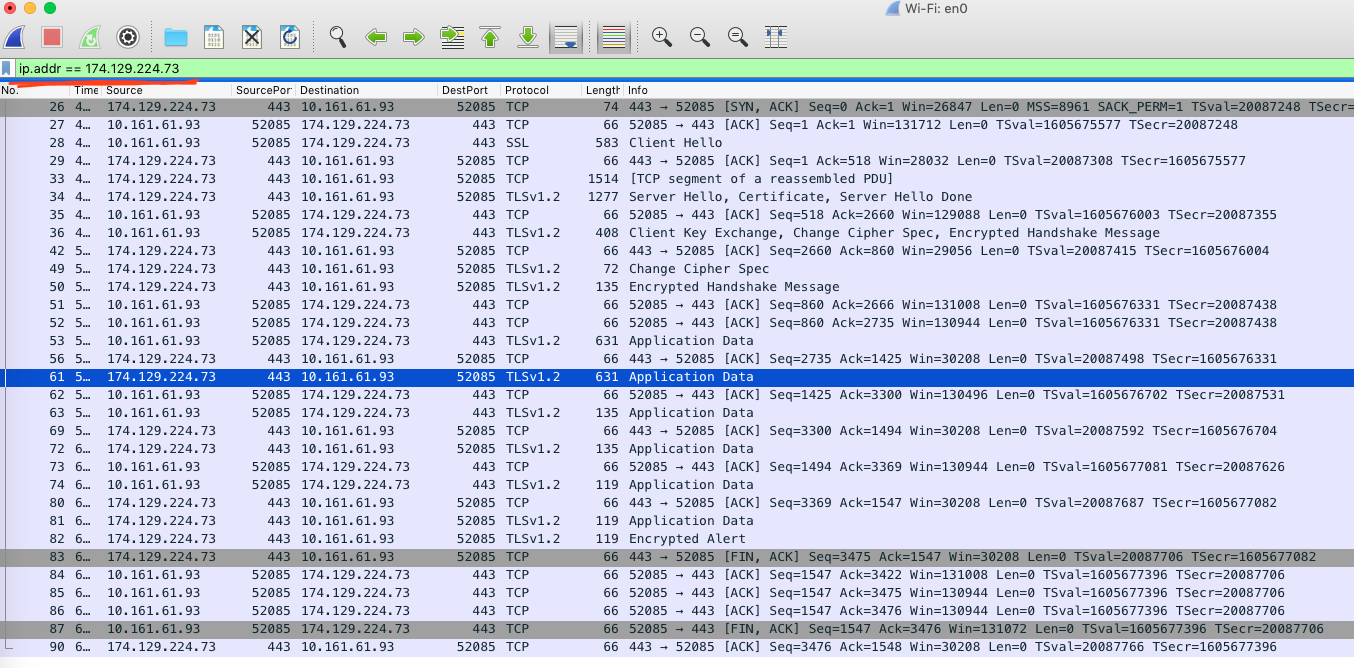 Wi-Fi: en0
ip.addr == 174.129.224.73
No. Time Source SourcePor Destination DestPort Protocol Length Info
26 4… 174.129.224.73 443 10.161.61.93 52085 TCP 74 443 → 52085 [SYN, ACK] Seq=0 Ack=1 Win=26847 Len=0 MSS=8961 SACK_PERM=1 TSval=20087248 TSecr=
27 4… 10.161.61.93 52085 174.129.224.73 443 TCP 66 52085 → 443 [ACK] Seq=1 Ack=1 Win=131712 Len=0 TSval=1605675577 TSecr=20087248
28 4… 10.161.61.93 52085 174.129.224.73 443 SSL 583 Client Hello
29 4… 174.129.224.73 443 10.161.61.93 52085 TCP 66 443 → 52085 [ACK] Seq=1 Ack=518 Win=28032 Len=0 TSval=20087308 TSecr=1605675577
33 4… 174.129.224.73 443 10.161.61.93 52085 TCP 1514 [TCP segment of a reassembled PDU]
34 4… 174.129.224.73 443 10.161.61.93 52085 TLSv1.2 1277 Server Hello, Certificate, Server Hello Done
35 4… 10.161.61.93 52085 174.129.224.73 443 TCP 66 52085 → 443 [ACK] Seq=518 Ack=2660 Win=129088 Len=0 TSval=1605676003 TSecr=20087355
36 4… 10.161.61.93 52085 174.129.224.73 443 TLSv1.2 408 Client Key Exchange, Change Cipher Spec, Encrypted Handshake Message
42 5… 174.129.224.73 443 10.161.61.93 52085 TCP 66 443 → 52085 [ACK] Seq=2660 Ack=860 Win=29056 Len=0 TSval=20087415 TSecr=1605676004
49 5… 174.129.224.73 443 10.161.61.93 52085 TLSv1.2 72 Change Cipher Spec
50 5… 174.129.224.73 443 10.161.61.93 52085 TLSv1.2 135 Encrypted Handshake Message
51 5… 10.161.61.93 52085 174.129.224.73 443 TCP 66 52085 → 443 [ACK] Seq=860 Ack=2666 Win=131008 Len=0 TSval=1605676331 TSecr=20087438
52 5… 10.161.61.93 52085 174.129.224.73 443 TCP 66 52085 → 443 [ACK] Seq=860 Ack=2735 Win=130944 Len=0 TSval=1605676331 TSecr=20087438
53 5… 10.161.61.93 52085 174.129.224.73 443 TLSv1.2 631 Application Data
56 5… 174.129.224.73 443 10.161.61.93 52085 TCP 66 443 → 52085 [ACK] Seq=2735 Ack=1425 Win=30208 Len=0 TSval=20087498 TSecr=1605676331
61 5… 174.129.224.73 443 10.161.61.93 52085 TLSv1.2 631 Application Data
62 5… 10.161.61.93 52085 174.129.224.73 443 TCP 66 52085 → 443 [ACK] Seq=1425 Ack=3300 Win=130496 Len=0 TSval=1605676702 TSecr=20087531
63 5… 10.161.61.93 52085 174.129.224.73 443 TLSv1.2 135 Application Data
69 5… 174.129.224.73 443 10.161.61.93 52085 TCP 66 443 → 52085 [ACK] Seq=3300 Ack=1494 Win=30208 Len=0 TSval=20087592 TSecr=1605676704
72 6… 174.129.224.73 443 10.161.61.93 52085 TLSv1.2 135 Application Data
73 6… 10.161.61.93 52085 174.129.224.73 443 TCP 66 52085 → 443 [ACK] Seq=1494 Ack=3369 Win=130944 Len=0 TSval=1605677081 TSecr=20087626
74 6… 10.161.61.93 52085 174.129.224.73 443 TLSv1.2 119 Application Data
80 6… 174.129.224.73 443 10.161.61.93 52085 TCP 66 443 → 52085 [ACK] Seq=3369 Ack=1547 Win=30208 Len=0 TSval=20087687 TSecr=1605677082
81 6… 174.129.224.73 443 10.161.61.93 52085 TLSv1.2 119 Application Data
82 6… 174.129.224.73 443 10.161.61.93 52085 TLSv1.2 119 Encrypted Alert
83 6… 174.129.224.73 443 10.161.61.93 52085 TCP 66 443 → 52085 [FIN, ACK] Seq=3475 Ack=1547 Win=30208 Len=0 TSval=20087706 TSecr=1605677082
84 6… 10.161.61.93 52085 174.129.224.73 443 TCP 66 52085 → 443 [ACK] Seq=1547 Ack=3422 Win=131008 Len=0 TSval=1605677396 TSecr=20087706
85 6… 10.161.61.93 52085 174.129.224.73 443 TCP 66 52085 → 443 [ACK] Seq=1547 Ack=3475 Win=130944 Len=0 TSval=1605677396 TSecr=20087706
86 6… 10.161.61.93 52085 174.129.224.73 443 TCP 66 52085 → 443 [ACK] Seq=1547 Ack=3476 Win=130944 Len=0 TSval=1605677396 TSecr=20087706
87 6… 10.161.61.93 52085 174.129.224.73 443 TCP 66 52085 → 443 [FIN, ACK] Seq=1547 Ack=3476 Win=131072 Len=0 TSval=1605677396 TSecr=20087706
90 6… 174.129.224.73 443 10.161.61.93 52085 TCP 66 443 → 52085 [ACK] Seq=3476 Ack=1548 Win=30208 Len=0 TSval=20087766 TSecr=1605677396